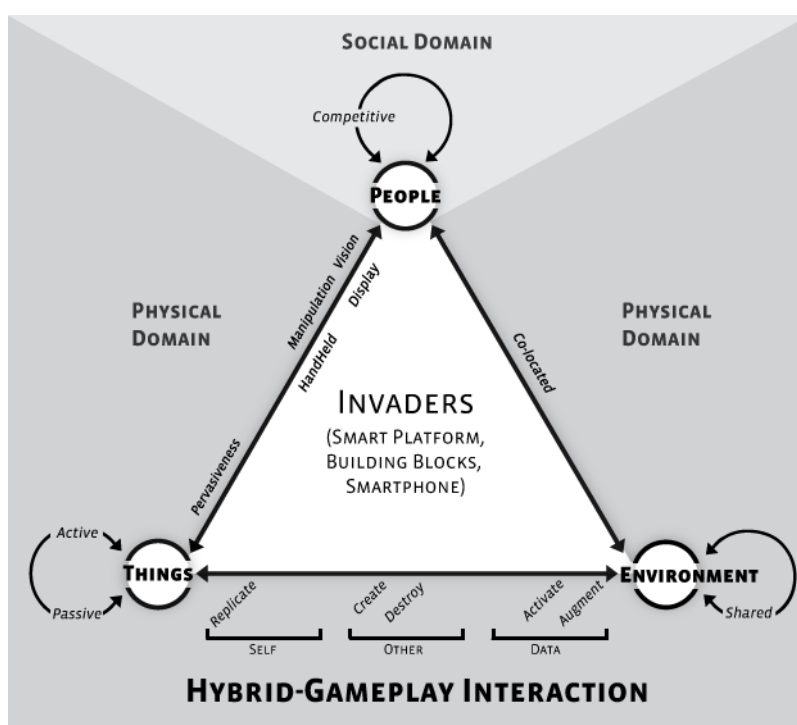 SOCIAL DOMAIN
Competitive
PEOPLE
PHYSICAL
DOMAIN
PHYSICAL
DOMAIN
Manipulation Vision
HandHeld Display
Pervasiveness
Co-located
INVADERS
(SMART PLATFORM,
BUILDING BLOCKS,
SMARTPHONE)
Active
THINGS
Passive
ENVIRONMENT
Shared
Replicate
Create
Destroy
Activate
Augment
SELF
OTHER
DATA
HYBRID-GAMEPLAY INTERACTION